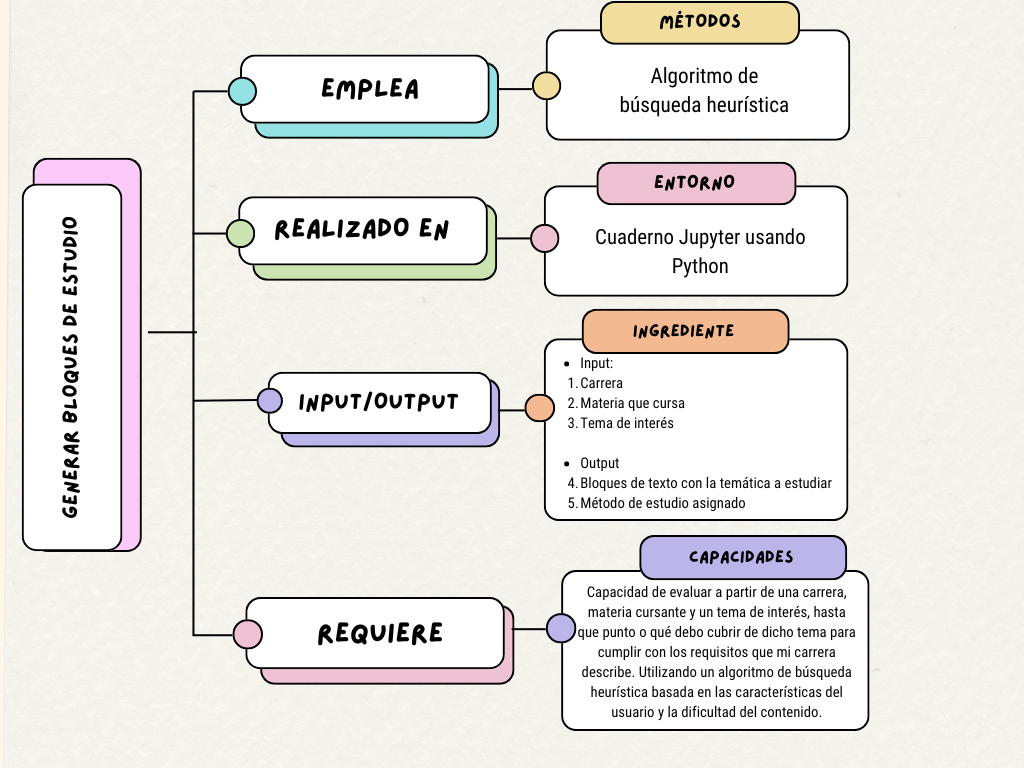 GENERAR BLOQUES DE ESTUDIO
EMPLEA
MÉTODOS
Algoritmo de
búsqueda heurística
REALIZADO EN
ENTORNO
Cuaderno Jupyter usando
Python
INPUT/OUTPUT
INGREDIENTE
• Input:
1. Carrera
2. Materia que cursa
3. Tema de interés
• Output
4. Bloques de texto con la temática a estudiar
5. Método de estudio asignado
REQUIERE
CAPACIDADES
Capacidad de evaluar a partir de una carrera,
materia cursante y un tema de interés, hasta
que punto o qué debo cubrir de dicho tema para
cumplir con los requisitos que mi carrera
describe. Utilizando un algoritmo de búsqueda
heurística basada en las características del
usuario y la dificultad del contenido.